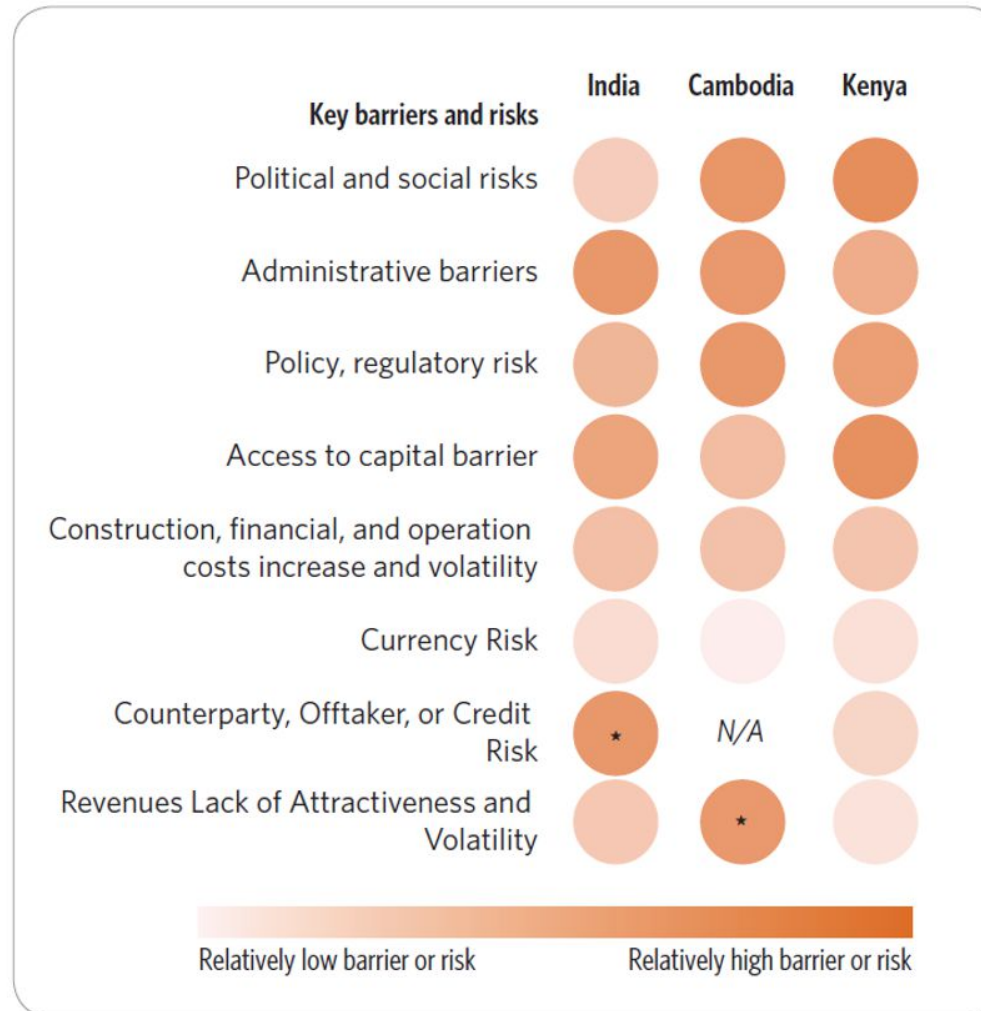 India Cambodia Kenya
Key barriers and risks
Political and social risks
Administrative barriers
Policy, regulatory risk
Access to capital barrier
Construction, financial, and operation
costs increase and volatility
Currency Risk
Counterparty, Offtaker, or Credit
Risk
★ N/A
Revenues Lack of Attractiveness and
Volatility
★
Relatively low barrier or risk Relatively high barrier or risk